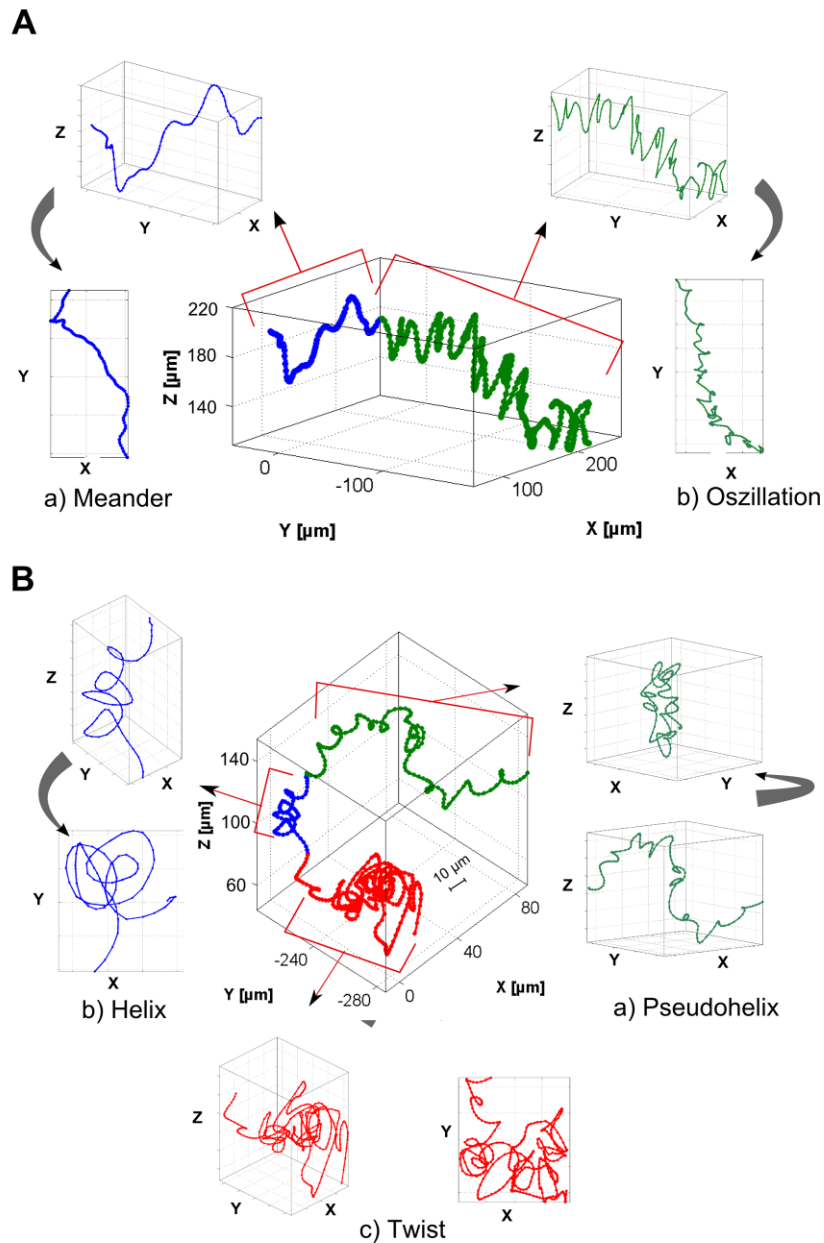 A
Z
Y
X
Z
Y
X
220
180
140
Z [µm]
0
-100
100
200
Y [µm]
X [µm]
Y
X
a) Meander
Y
X
b) Oszillation
B
Z
Y
X
Y
X
b) Helix
140
100
60
Z [µm]
10 µm
80
40
0
-240
-280
Y [µm]
X [µm]
Z
X
Y
Z
Y
X
a) Pseudohelix
Z
Y
X
Y
X
c) Twist